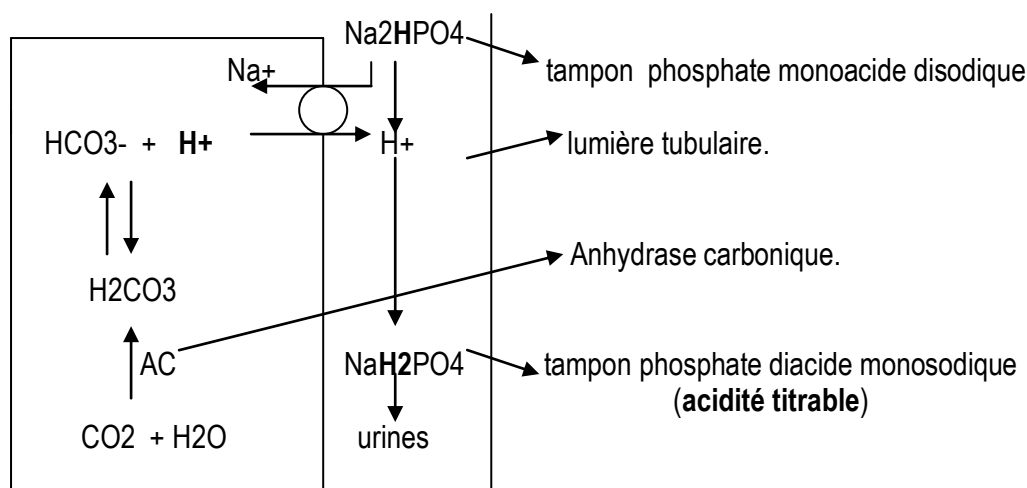 Na2HPO4
Na+
tampon phosphate monoacide disodique
HCO3- + H+
H+
lumière tubulaire.
Anhydrase carbonique.
H2CO3
AC
NaH2PO4
tampon phosphate diacide monosodique
(acidité titrable)
CO2 + H2O
urines